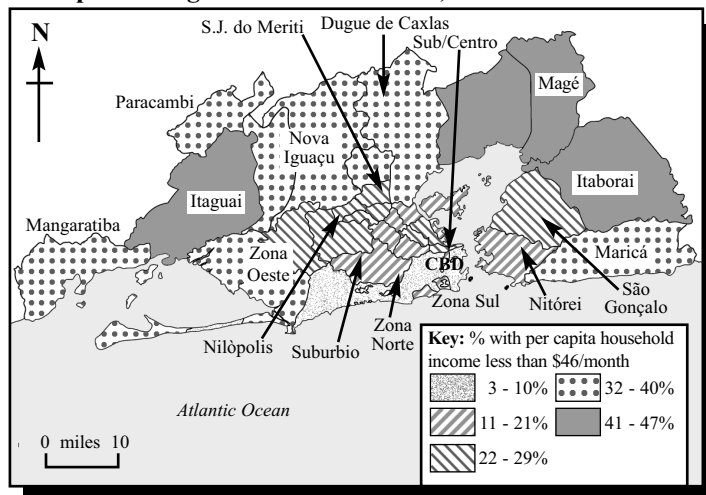 S.J. do Meriti
Dugue de Caxlas
Sub/Centro
N
Magé
Paracambi
Nova
Iguaçu
Itaguai
Itaborai
Mangaratiba
Zona
Oeste
CBD
Maricá
Zona Sul
Nitórei
São
Gonçalo
Nilòpolis
Suburbio
Zona
Norte
Key: % with per capita household
income less than $46/month
3 - 10%
32 - 40%
11 - 21%
41 - 47%
22 - 29%
Atlantic Ocean
0 miles 10